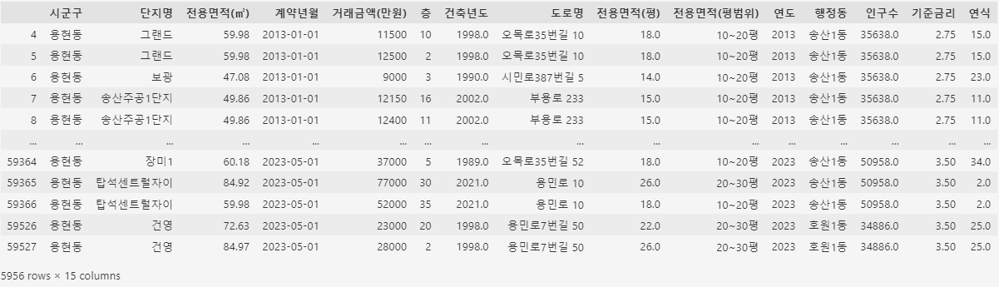 시군구 단지명 전용면적(㎡) 계약년월 거래금액(만원) 층 건축년도 도로명 전용면적(평) 전용면적(평범위) 연도 행정동 인구수 기준금리 연식
4 용현동 그랜드 59.98 2013-01-01 11500 10 1998.0 오목로35번길 10 18.0 10~20평 2013 송산1동 35638.0 2.75 15.0
5 용현동 그랜드 59.98 2013-01-01 12500 2 1998.0 오목로35번길 10 18.0 10~20평 2013 송산1동 35638.0 2.75 15.0
6 용현동 보광 47.08 2013-01-01 9000 3 1990.0 시민로387번길 5 14.0 10~20평 2013 송산1동 35638.0 2.75 23.0
7 용현동 송산주공1단지 49.86 2013-01-01 12150 16 2002.0 부용로 233 15.0 10~20평 2013 송산1동 35638.0 2.75 11.0
8 용현동 송산주공1단지 49.86 2013-01-01 12400 11 2002.0 부용로 233 15.0 10~20평 2013 송산1동 35638.0 2.75 11.0
... ... ... ... ... ... ... ... ... ... ... ... ... ... ... ...
59364 용현동 장미1 60.18 2023-05-01 37000 5 1989.0 오목로35번길 52 18.0 10~20평 2023 송산1동 50958.0 3.50 34.0
59365 용현동 탑석센트럴자이 84.92 2023-05-01 77000 30 2021.0 용민로 10 26.0 20~30평 2023 송산1동 50958.0 3.50 2.0
59366 용현동 탑석센트럴자이 59.98 2023-05-01 52000 35 2021.0 용민로 10 18.0 10~20평 2023 송산1동 50958.0 3.50 2.0
59526 용현동 건영 72.63 2023-05-01 23000 20 1998.0 용민로7번길 50 22.0 20~30평 2023 호원1동 34886.0 3.50 25.0
59527 용현동 건영 84.97 2023-05-01 28000 2 1998.0 용민로7번길 50 26.0 20~30평 2023 호원1동 34886.0 3.50 25.0
5956 rows × 15 columns